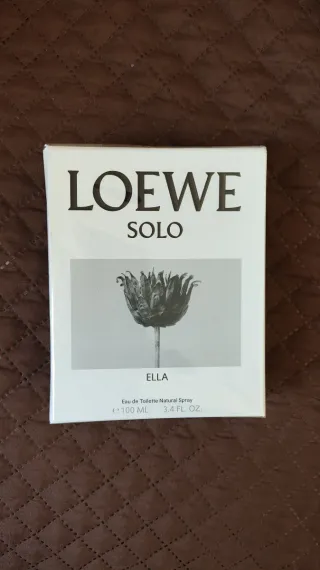 LOEWE
SOLO
ELLA
Eau de Toilette Natural Spray
℮ 100 ML. 3.4 FL. OZ.